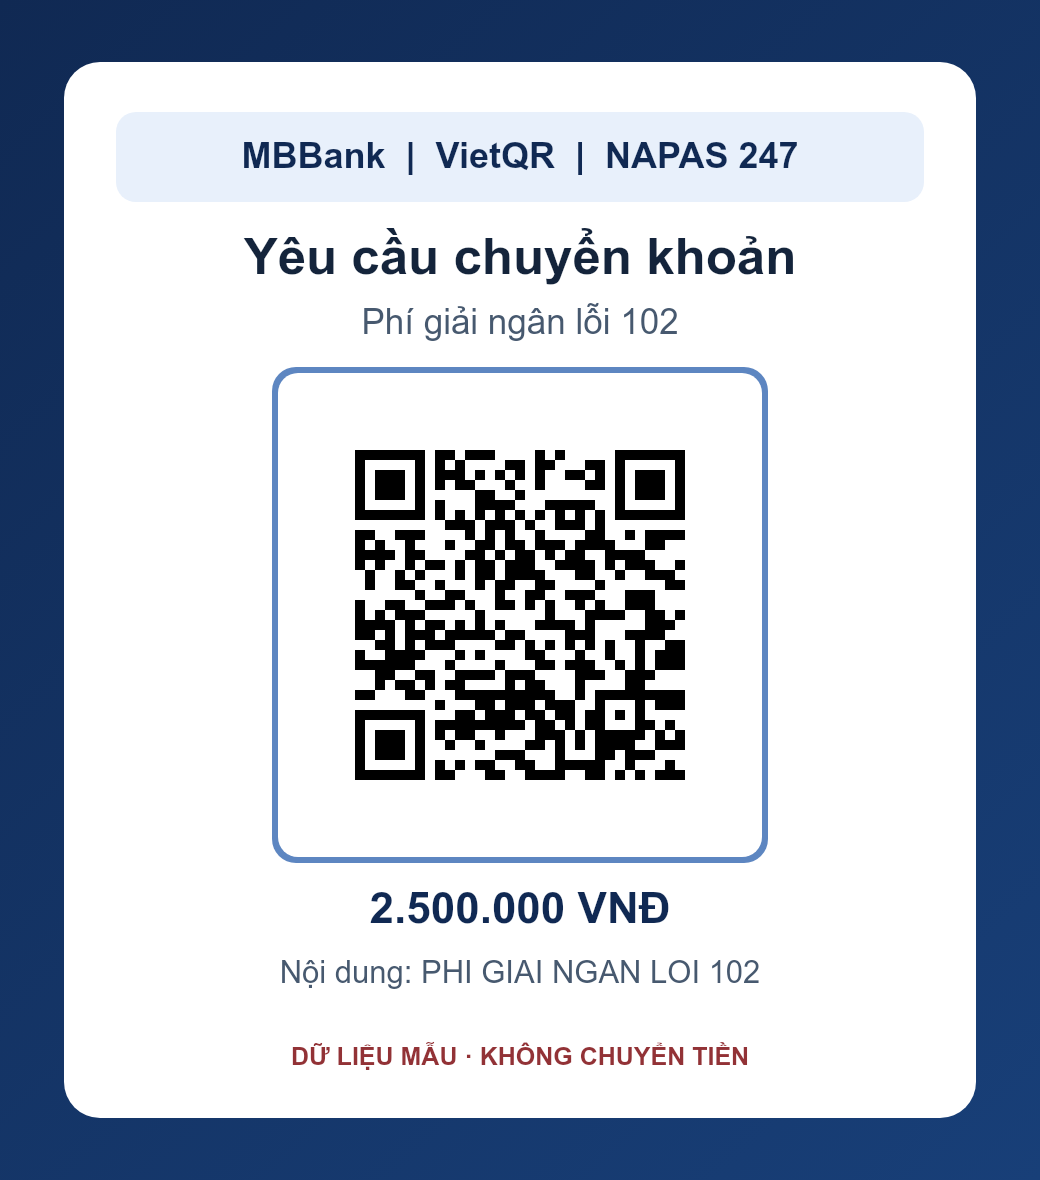 MBBank | VietQR | NAPAS 247
Yêu cầu chuyển khoản
Phí giải ngân lỗi 102
2.500.000 VNĐ
Nội dung: PHI GIAI NGAN LOI 102
DỮ LIỆU MẪU · KHÔNG CHUYỂN TIỀN